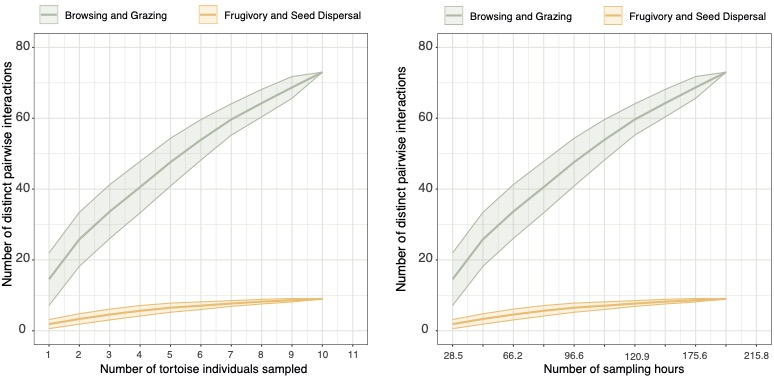 Browsing and Grazing Frugivory and Seed Dispersal
Number of distinct pairwise interactions
80
60
40
20
0
1 2 3 4 5 6 7 8 9 10 11
Number of tortoise individuals sampled
Browsing and Grazing Frugivory and Seed Dispersal
Number of distinct pairwise interactions
80
60
40
20
0
28.5 66.2 96.6 120.9 175.6 215.8
Number of sampling hours